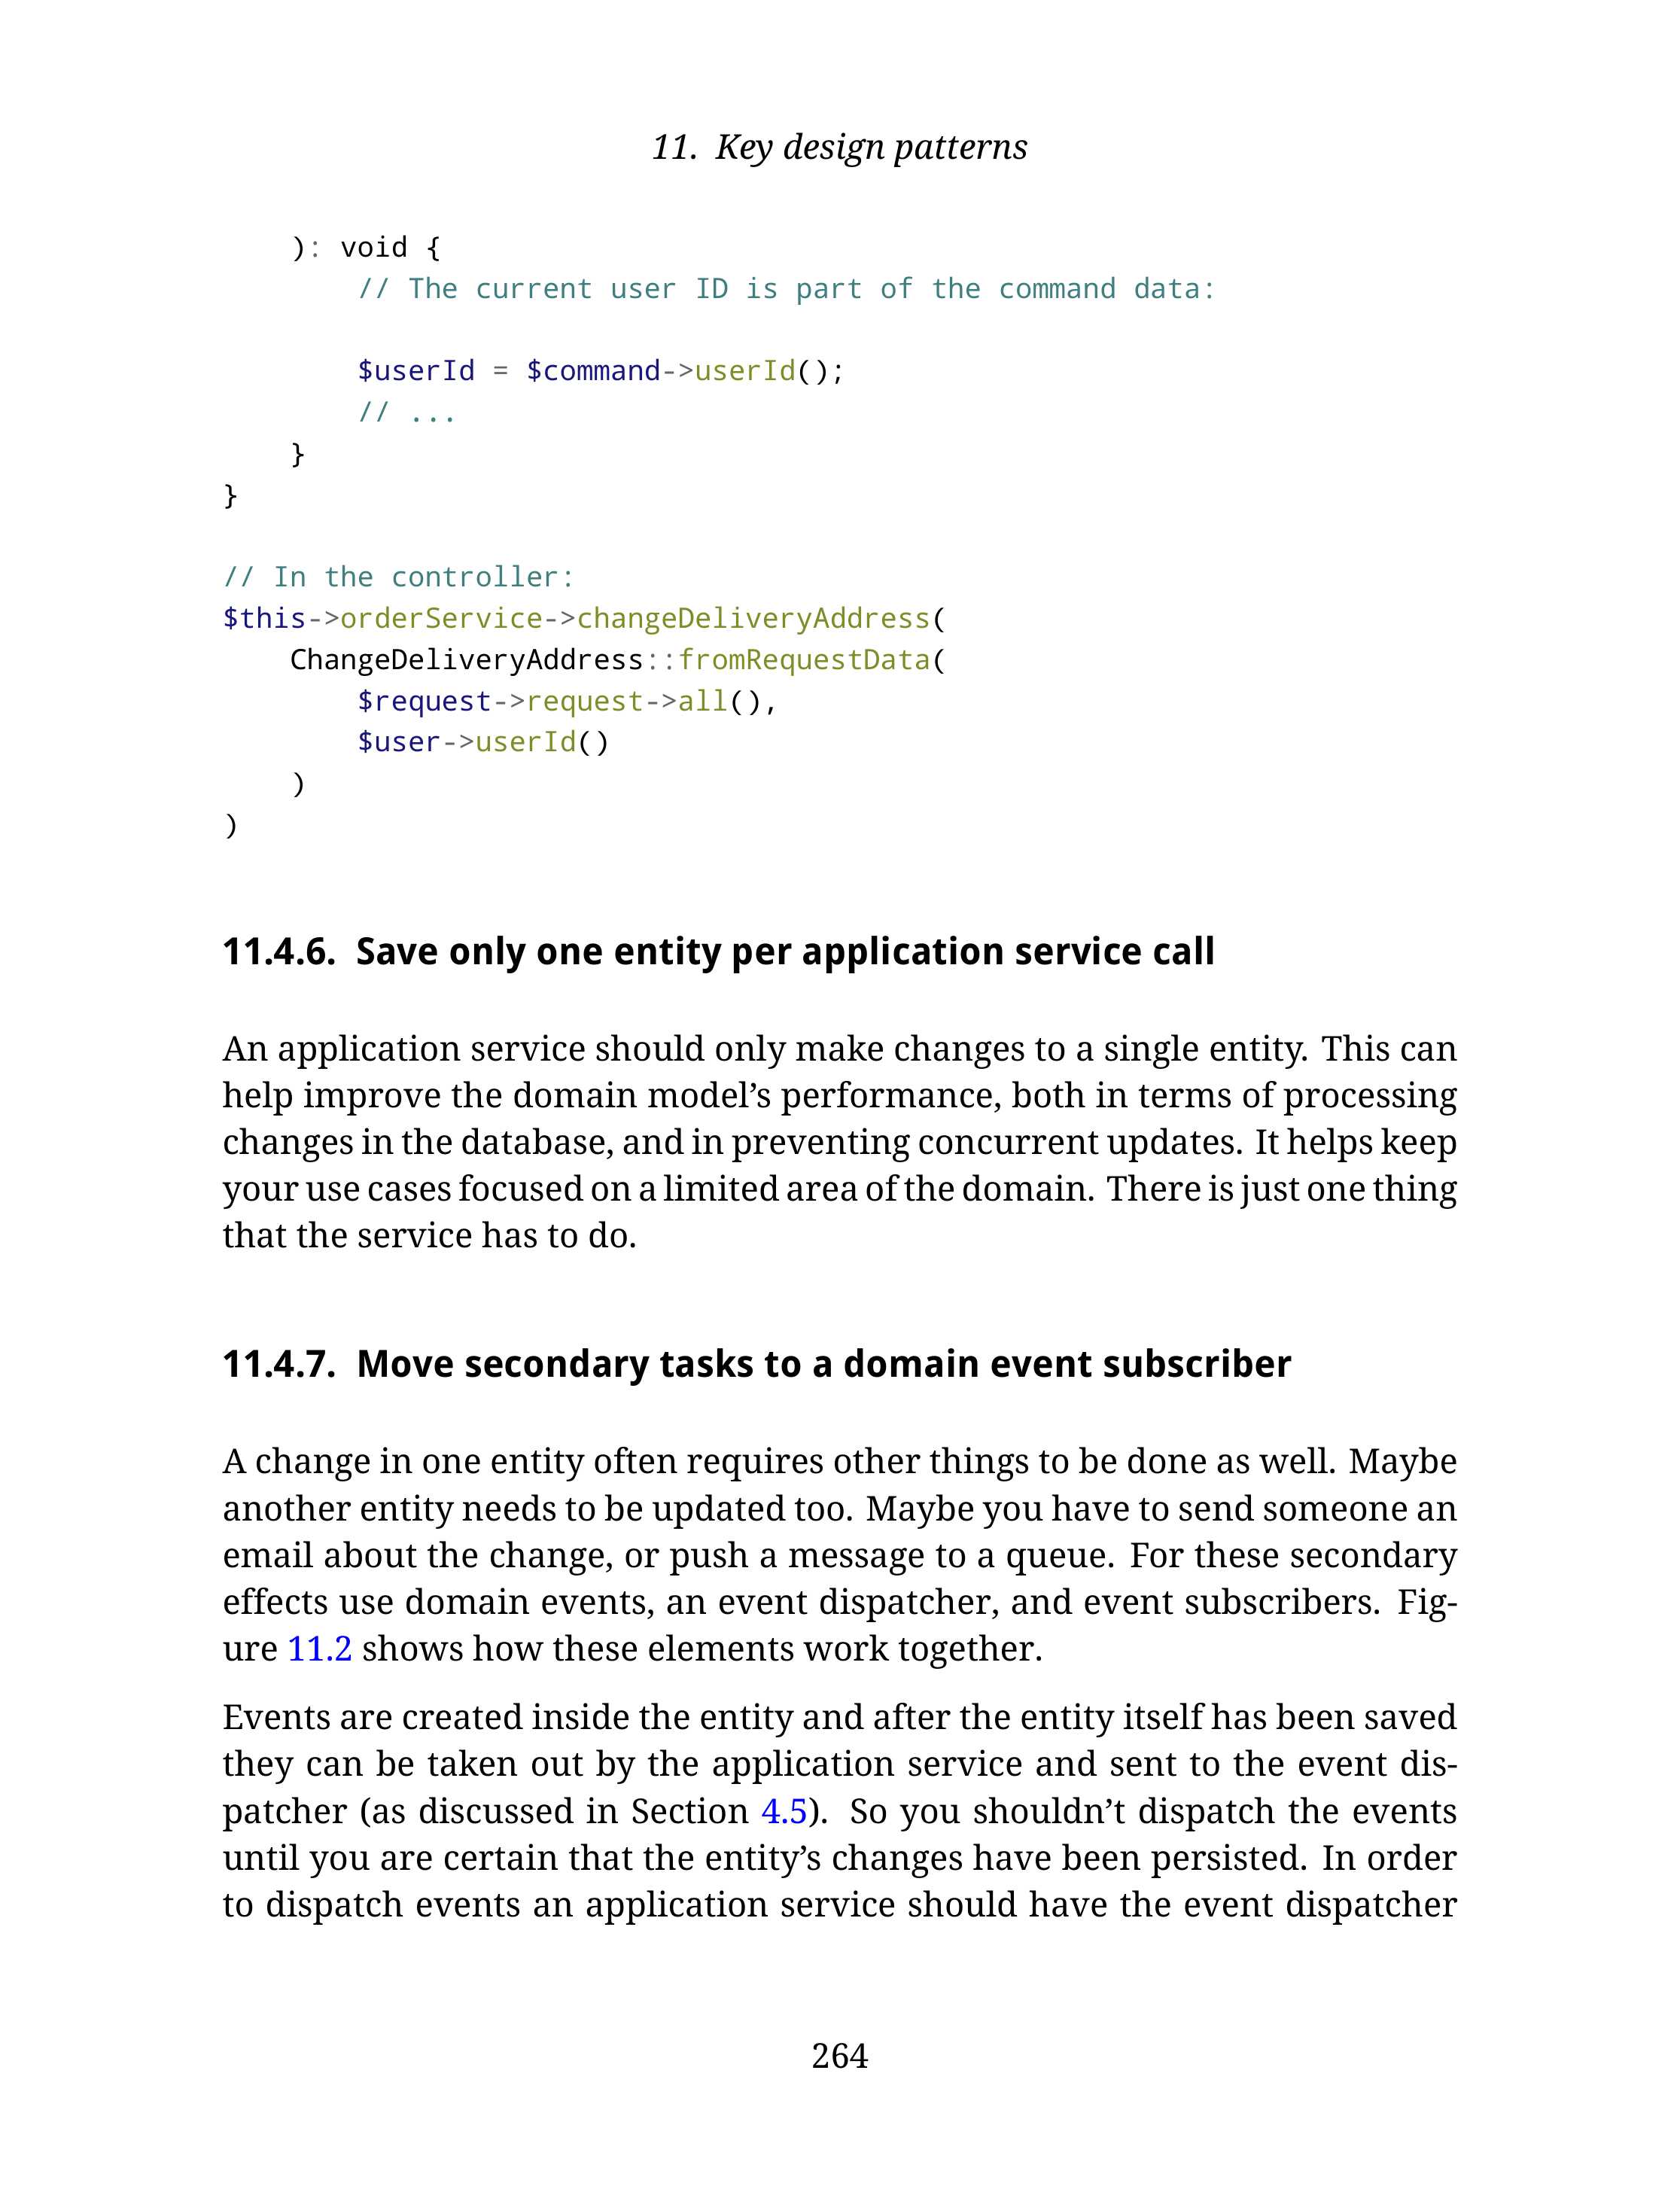 11. Key design patterns
    ): void {
        // The current user ID is part of the command data:

        $userId = $command->userId();
        // ...
    }
}

// In the controller:
$this->orderService->changeDeliveryAddress(
    ChangeDeliveryAddress::fromRequestData(
        $request->request->all(),
        $user->userId()
    )
)
11.4.6. Save only one entity per application service call
An application service should only make changes to a single entity. This can
help improve the domain model’s performance, both in terms of processing
changes in the database, and in preventing concurrent updates. It helps keep
your use cases focused on a limited area of the domain. There is just one thing
that the service has to do.
11.4.7. Move secondary tasks to a domain event subscriber
A change in one entity often requires other things to be done as well. Maybe
another entity needs to be updated too. Maybe you have to send someone an
email about the change, or push a message to a queue. For these secondary
effects use domain events, an event dispatcher, and event subscribers. Fig-
ure 11.2 shows how these elements work together.
Events are created inside the entity and after the entity itself has been saved
they can be taken out by the application service and sent to the event dis-
patcher (as discussed in Section 4.5). So you shouldn’t dispatch the events
until you are certain that the entity’s changes have been persisted. In order
to dispatch events an application service should have the event dispatcher
264